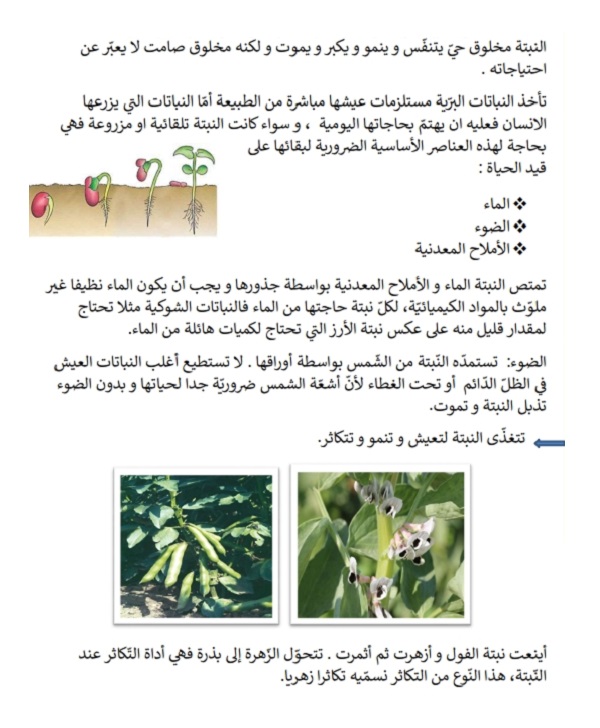 النبتة مخلوق حيّ يتنفّس و ينمو و يكبر و يموت و لكنه مخلوق صامت لا يعبّر عن
احتياجاته .
تأخذ النباتات البرّية مستلزمات عيشها مباشرة من الطبيعة أمّا النباتات التي يزرعها
الانسان فعليه ان يهتمّ بحاجاتها اليومية ، و سواء كانت النبتة تلقائية او مزروعة فهي
بحاجة لهذه العناصر الأساسية الضرورية لبقائها على
قيد الحياة :
❖ الماء
❖ الضوء
❖ الأملاح المعدنية
تمتص النبتة الماء و الأملاح المعدنية بواسطة جذورها و يجب أن يكون الماء نظيفا غير
ملوّث بالمواد الكيميائيّة، لكلّ نبتة حاجتها من الماء فالنباتات الشوكية مثلا تحتاج
لمقدار قليل منه على عكس نبتة الأرز التي تحتاج لكميات هائلة من الماء.
الضوء: تستمدّه النّبتة من الشّمس بواسطة أوراقها . لا تستطيع أغلب النباتات العيش
في الظلّ الدّائم أو تحت الغطاء لأنّ أشعّة الشمس ضروريّة جدا لحياتها و بدون الضوء
تذبل النبتة و تموت.
تتغذّى النبتة لتعيش و تنمو و تتكاثر.
أينعت نبتة الفول و أزهرت ثم أثمرت . تتحوّل الزّهرة إلى بذرة فهي أداة التّكاثر عند
النّبتة، هذا النّوع من التكاثر نسمّيه تكاثرا زهريا.